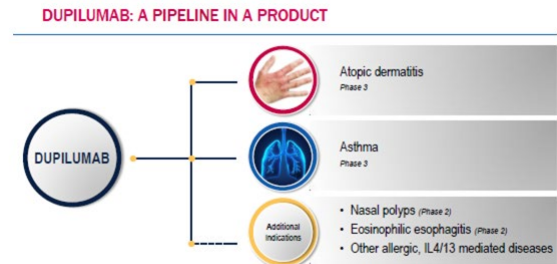 DUPILUMAB: A PIPELINE IN A PRODUCT
Atopic dermatitis
Phase 3
DUPILUMAB
Asthma
Phase 3
Additional
Indications
• Nasal polyps (Phase 2)
• Eosinophilic esophagitis (Phase 2)
• Other allergic, IL4/13 mediated diseases